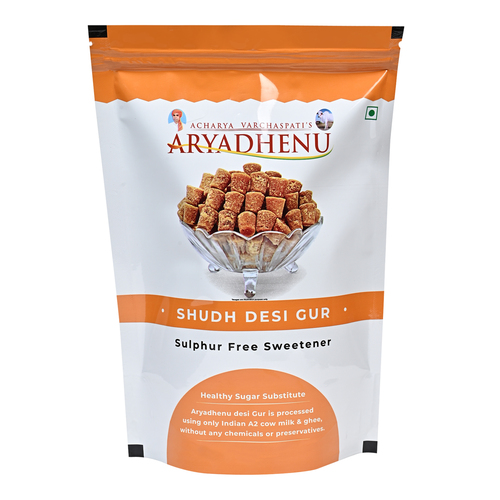 ACHARYA VARCHASPATI'S
ARYADHENU
SHUDH DESI GUR
Sulphur Free Sweetener
Healthy Sugar Substitute
Aryadhenu desi Gur is processed
using only Indian A2 cow milk & ghee,
without any chemicals or preservatives.